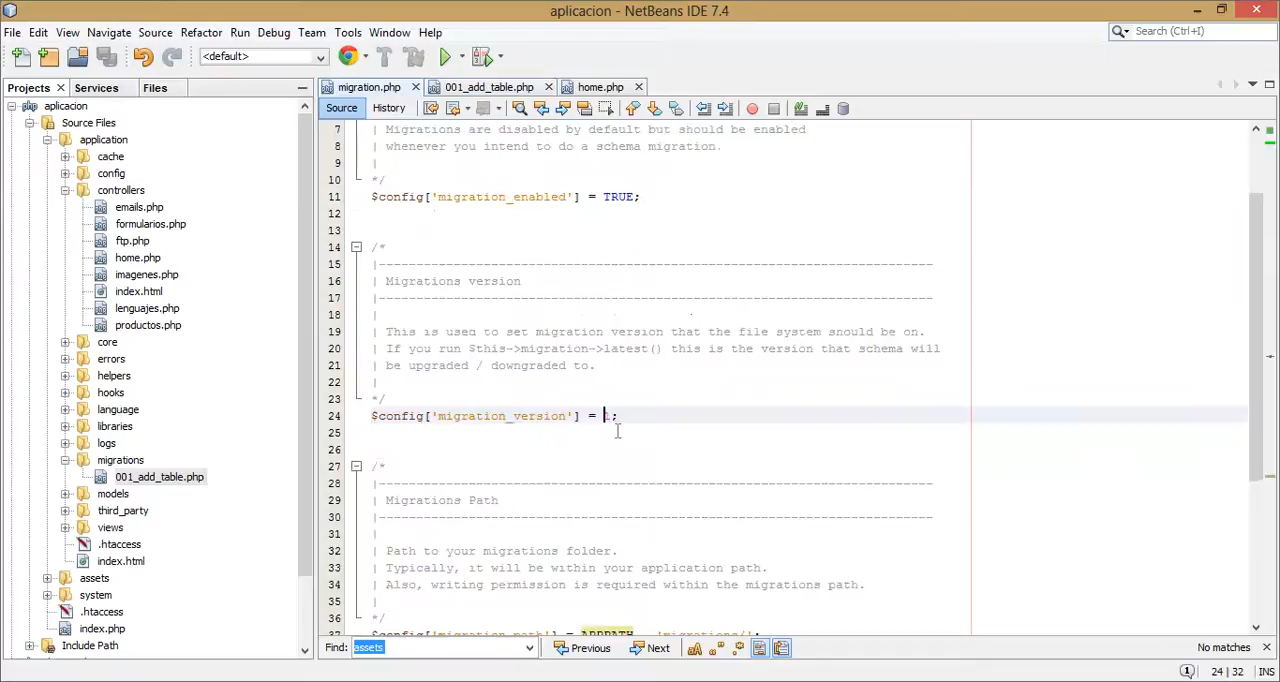 aplicacion - NetBeans IDE 7.4
File Edit View Navigate Source Refactor Run Debug Team Tools Window Help
Search (Ctrl+I)
<default>
Projects Services Files
migration.php 001_add_table.php home.php
Source History
aplicacion
Source Files
application
cache
config
controllers
emails.php
formularios.php
ftp.php
home.php
imagenes.php
index.html
lenguajes.php
productos.php
core
errors
helpers
hooks
language
libraries
logs
migrations
001_add_table.php
models
third_party
views
.htaccess
index.html
assets
system
.htaccess
index.php
Include Path
7 | Migrations are disabled by default but should be enabled
8 | whenever you intend to do a schema migration.
9 |
10 */
11 $config['migration_enabled'] = TRUE;
12
13
14 /*
15 |--------------------------------------------------------------------------
16 | Migrations version
17 |--------------------------------------------------------------------------
18 |
19 | This is used to set migration version that the file system should be on.
20 | If you run $this->migration->latest() this is the version that schema will
21 | be upgraded / downgraded to.
22 |
23 */
24 $config['migration_version'] = 1;
25
26
27 /*
28 |--------------------------------------------------------------------------
29 | Migrations Path
30 |--------------------------------------------------------------------------
31 |
32 | Path to your migrations folder.
33 | Typically, it will be within your application path.
34 | Also, writing permission is required within the migrations path.
35 |
36 */
37 $config['migration_path'] = APPPATH . 'migrations/';
Find: assets Previous Next No matches
24 | 32 INS